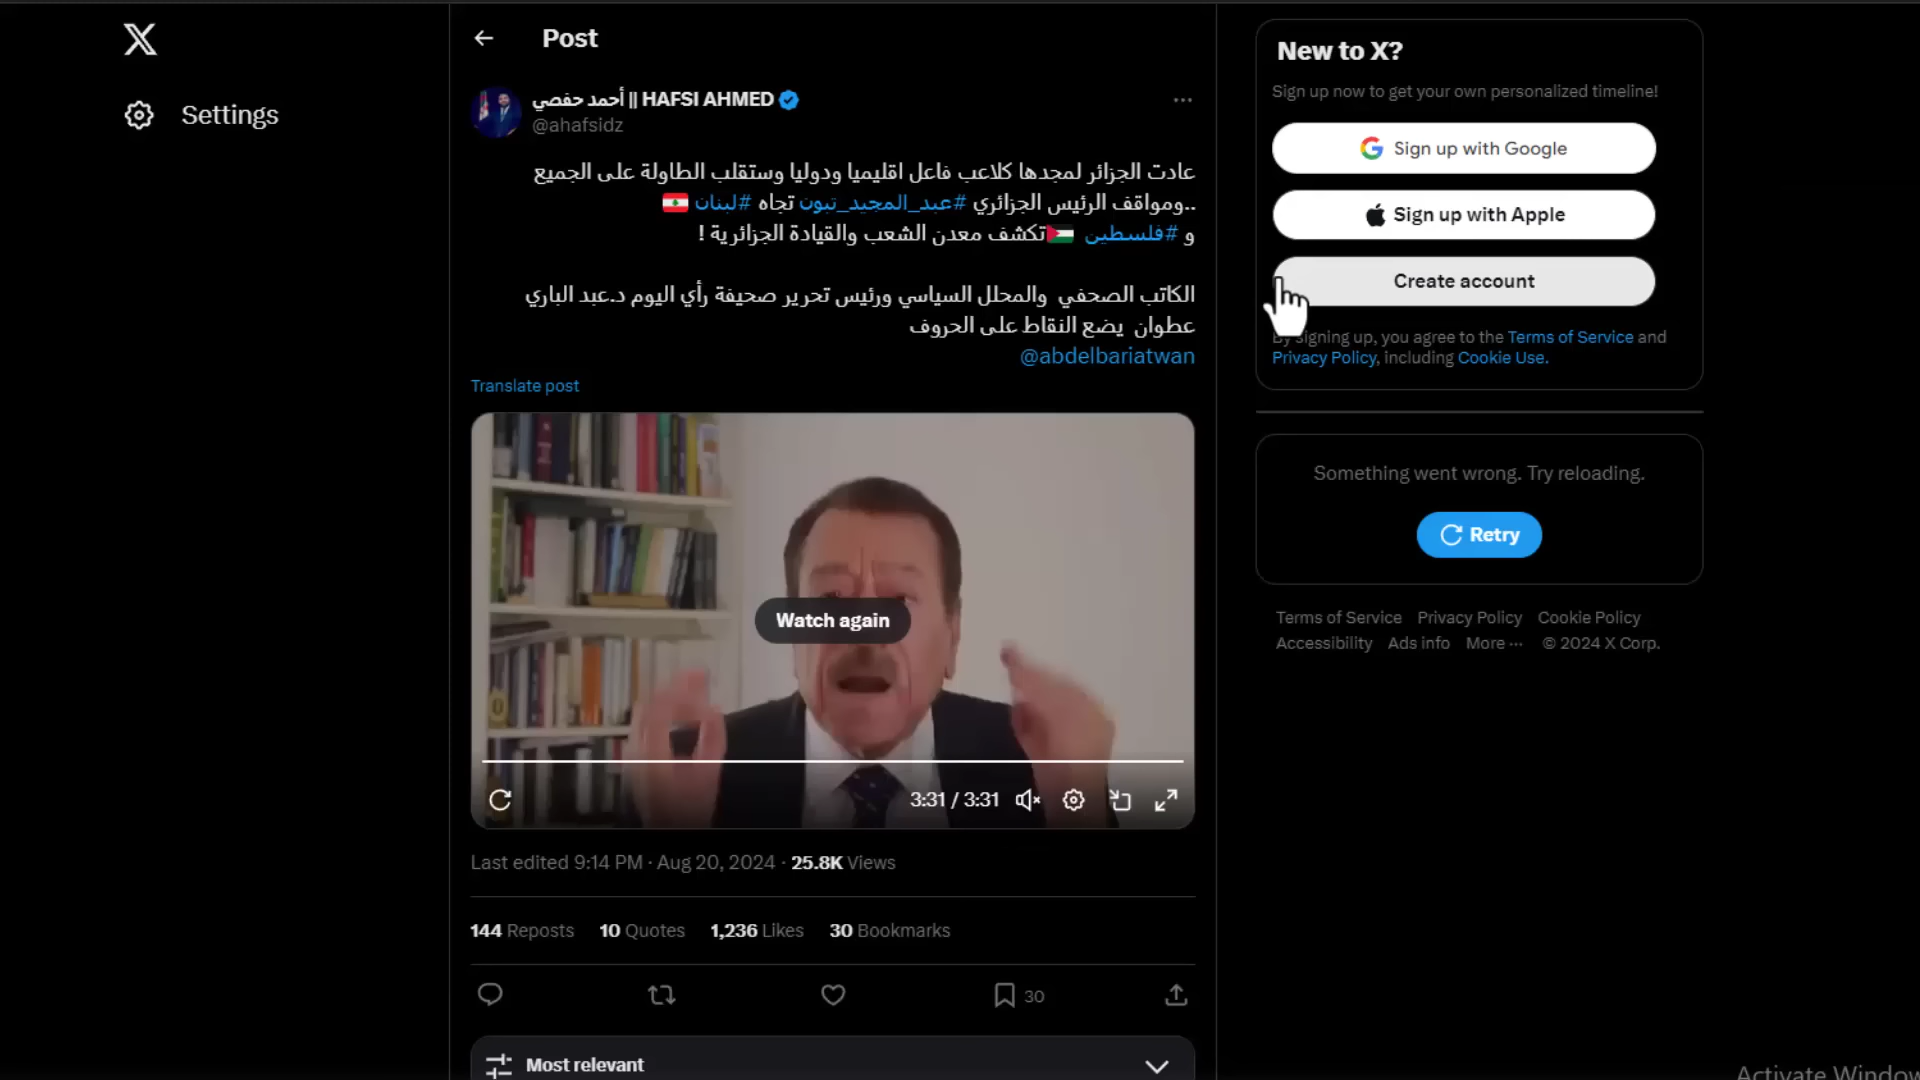 Post
أحمد حفصي || HAFSI AHMED
@ahafsidz
عادت الجزائر لمجدها كلاعب فاعل اقليميا ودوليا وستقلب الطاولة على الجميع
..ومواقف الرئيس الجزائري #عبد_المجيد_تبون تجاه #لبنان 🇱🇧
و #فلسطين 🇵🇸تكشف معدن الشعب والقيادة الجزائرية !
الكاتب الصحفي والمحلل السياسي ورئيس تحرير صحيفة رأي اليوم د.عبد الباري
عطوان يضع النقاط على الحروف
@abdelbariatwan
Translate post
Watch again
3:31 / 3:31
Last edited 9:14 PM · Aug 20, 2024 · 25.8K Views
144 Reposts 10 Quotes 1,236 Likes 30 Bookmarks
30
Most relevant
Settings
New to X?
Sign up now to get your own personalized timeline!
Sign up with Google
Sign up with Apple
Create account
By signing up, you agree to the Terms of Service and
Privacy Policy, including Cookie Use.
Something went wrong. Try reloading.
Retry
Terms of Service Privacy Policy Cookie Policy
Accessibility Ads info More ··· © 2024 X Corp.
Activate Window